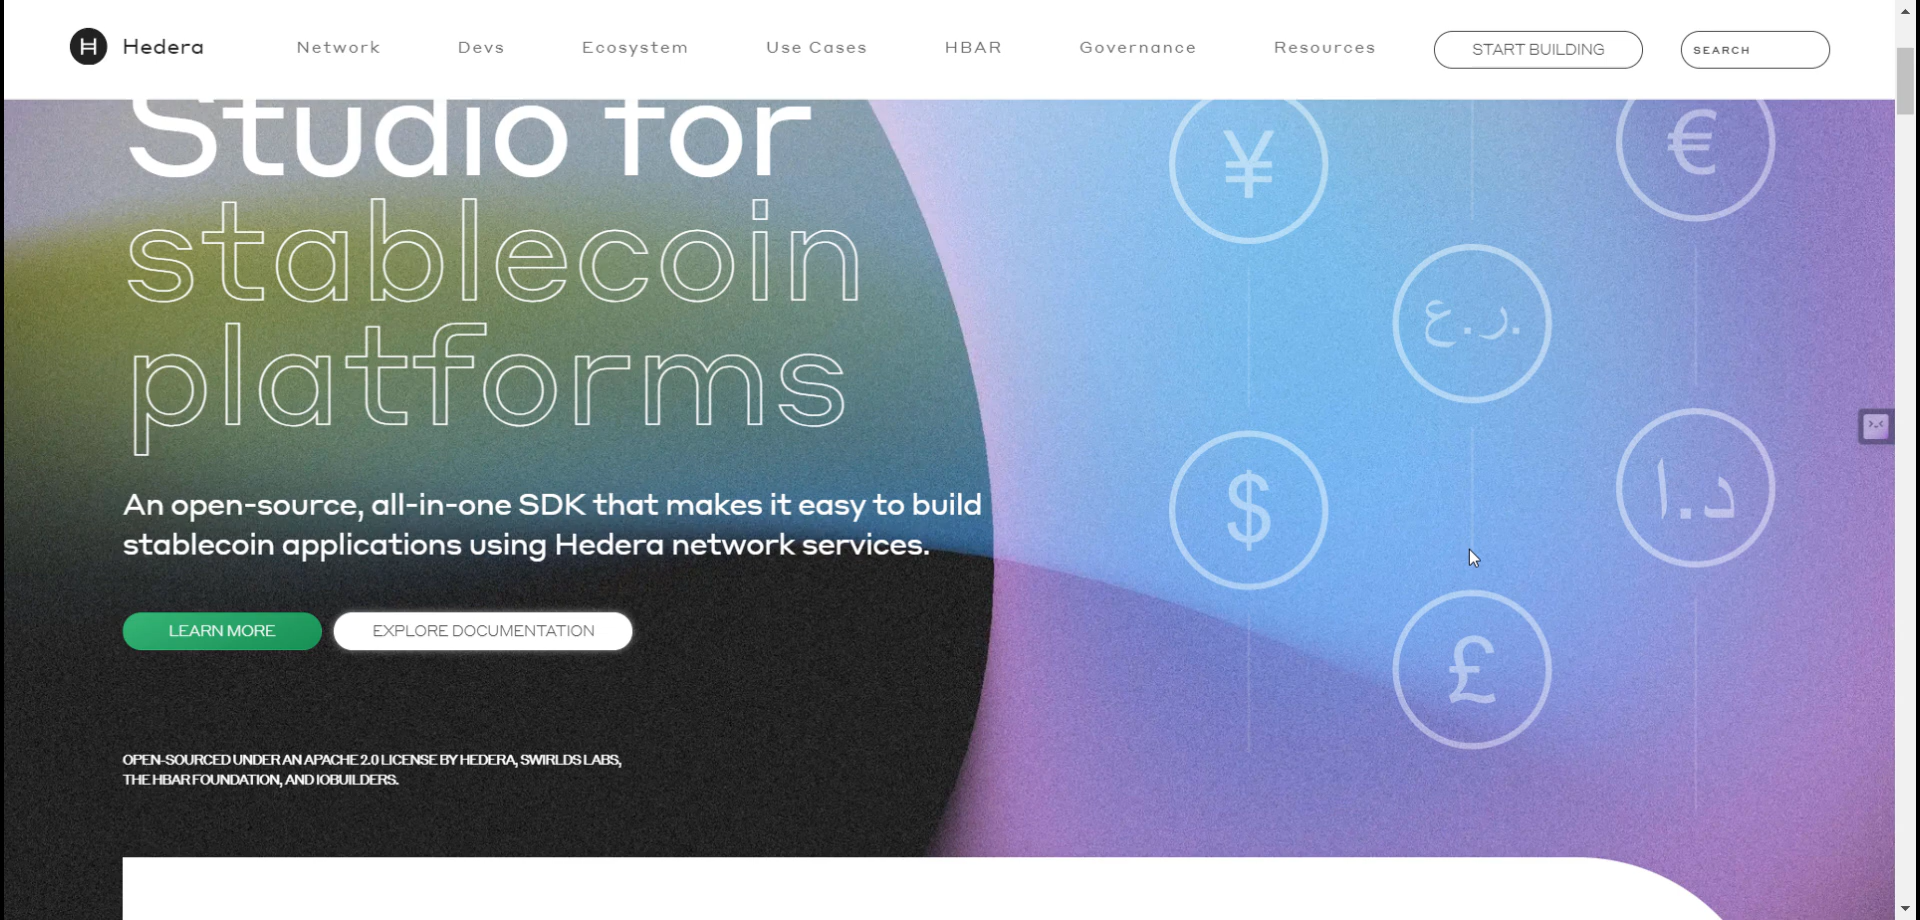 Hedera
Network
Devs
Ecosystem
Use Cases
HBAR
Governance
Resources
START BUILDING
SEARCH
Studio for
stablecoin
platforms
An open-source, all-in-one SDK that makes it easy to build
stablecoin applications using Hedera network services.
LEARN MORE
EXPLORE DOCUMENTATION
OPEN-SOURCED UNDER AN APACHE 2.0 LICENSE BY HEDERA, SWIRLDS LABS,
THE HBAR FOUNDATION, AND IOBUILDERS.
¥
€
ر.ع.
$
د.ا
£